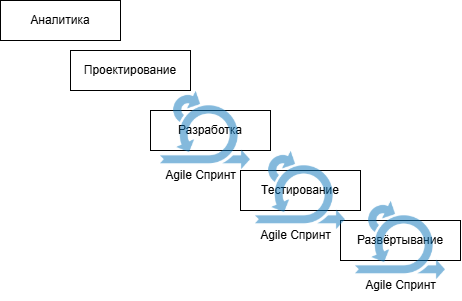 Аналитика
Проектирование
Разработка
Agile Спринт
Тестирование
Agile Спринт
Развёртывание
Agile Спринт